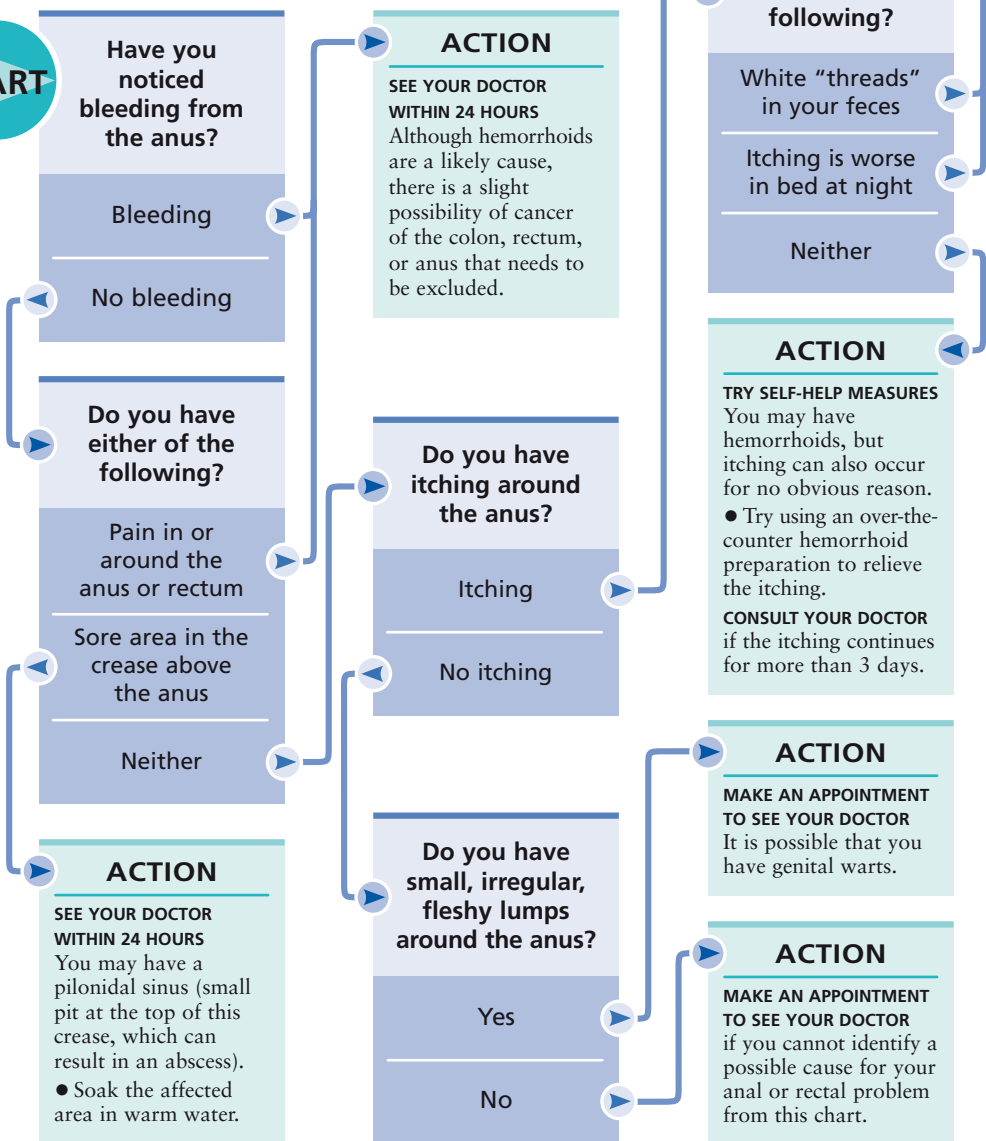 ART
Have you
noticed
bleeding from
the anus?
Bleeding
No bleeding
ACTION
SEE YOUR DOCTOR
WITHIN 24 HOURS
Although hemorrhoids
are a likely cause,
there is a slight
possibility of cancer
of the colon, rectum,
or anus that needs to
be excluded.
Do you have
either of the
following?
Pain in or
around the
anus or rectum
Sore area in the
crease above
the anus
Neither
ACTION
SEE YOUR DOCTOR
WITHIN 24 HOURS
You may have a
pilonidal sinus (small
pit at the top of this
crease, which can
result in an abscess).
● Soak the affected
area in warm water.
Do you have
itching around
the anus?
Itching
No itching
Do you have
small, irregular,
fleshy lumps
around the anus?
Yes
No
following?
White “threads”
in your feces
Itching is worse
in bed at night
Neither
ACTION
TRY SELF-HELP MEASURES
You may have
hemorrhoids, but
itching can also occur
for no obvious reason.
● Try using an over-the-
counter hemorrhoid
preparation to relieve
the itching.
CONSULT YOUR DOCTOR
if the itching continues
for more than 3 days.
ACTION
MAKE AN APPOINTMENT
TO SEE YOUR DOCTOR
It is possible that you
have genital warts.
ACTION
MAKE AN APPOINTMENT
TO SEE YOUR DOCTOR
if you cannot identify a
possible cause for your
anal or rectal problem
from this chart.